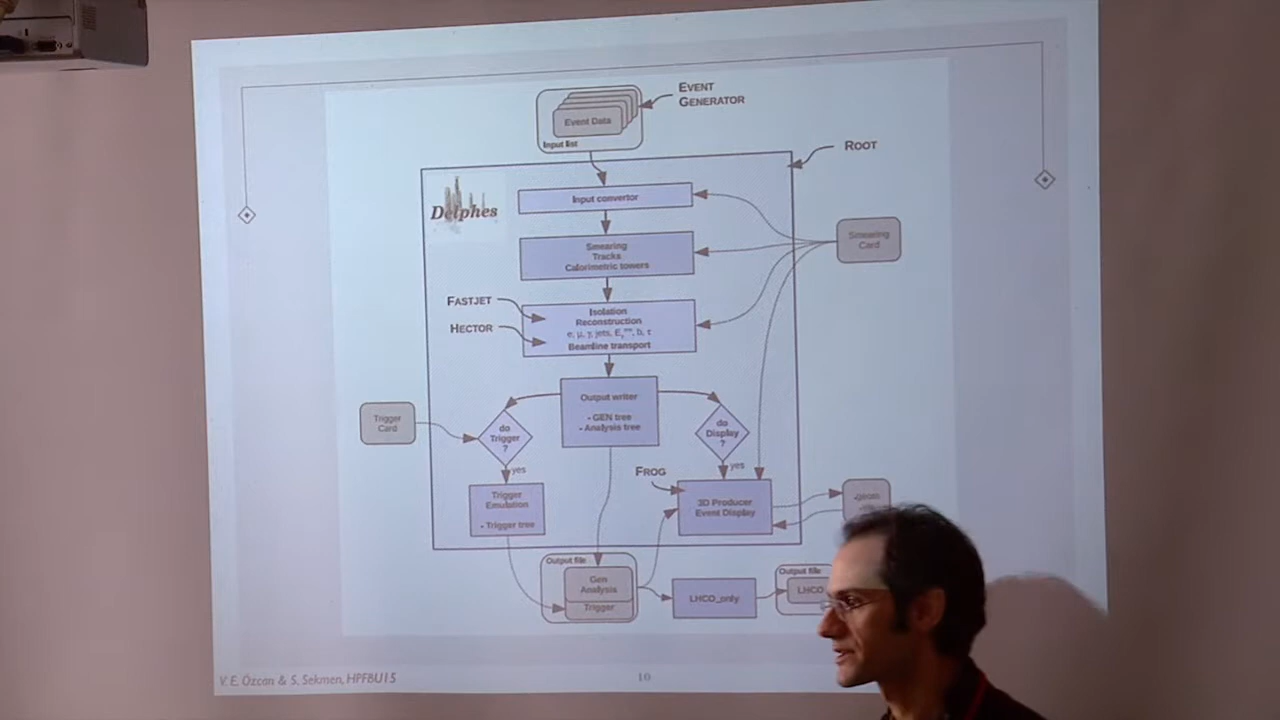 EVENT
GENERATOR
Event Data
Input list
ROOT
Delphes
Input convertor
Smearing
Card
Smearing
Tracks
Calorimetric towers
FASTJET
HECTOR
Isolation
Reconstruction
e, μ, γ, jets, E, b, τ
Beamline transport
Output writer
- GEN tree
- Analysis tree
Trigger
Card
do
Trigger
?
yes
do
Display
?
yes
FROG
Trigger
Emulation
- Trigger tree
3D Producer
Event Display
Output file
Gen
Analysis
Trigger
LHCO_only
Output file
LHCO
V. E. Özcan & S. Sekmen, HPFBU15
10